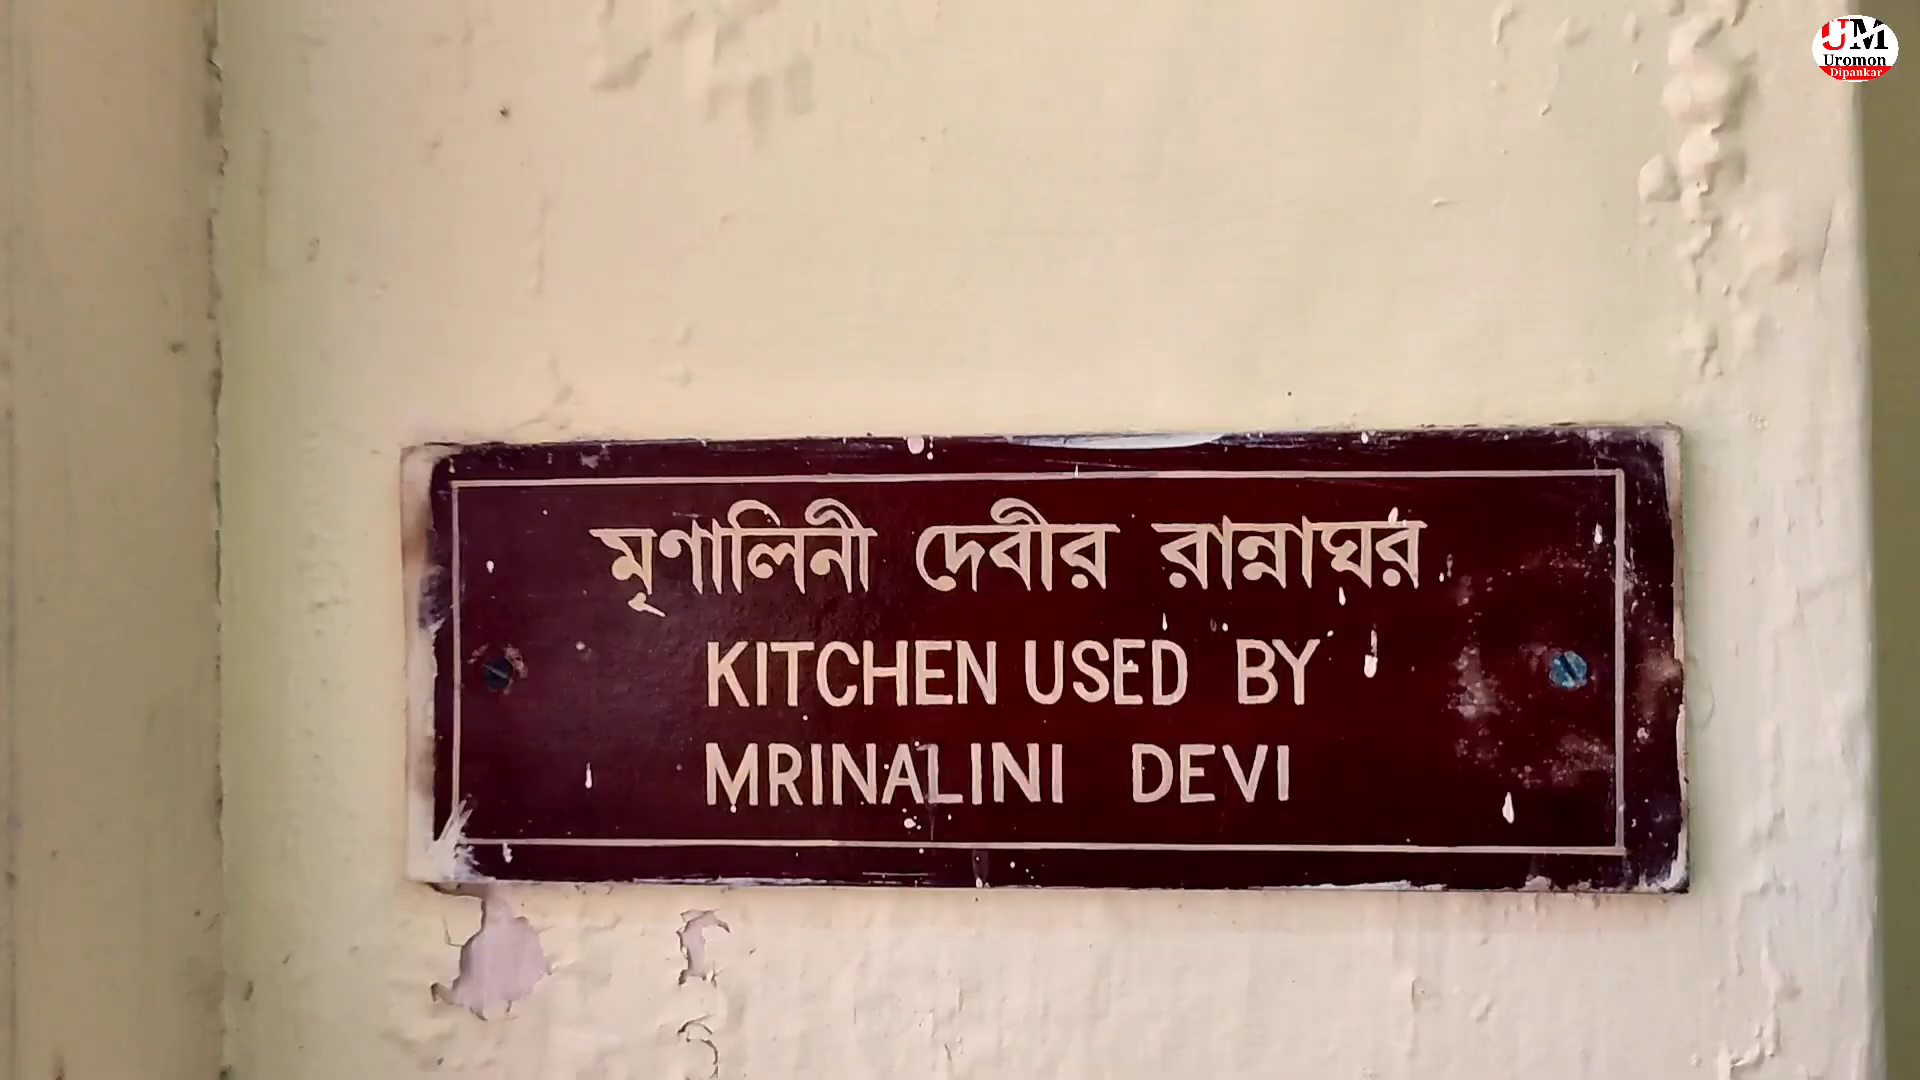 UM
Uromon
Dipankar
মৃণালিনী দেবীর রান্নাঘর
KITCHEN USED BY
MRINALINI DEVI